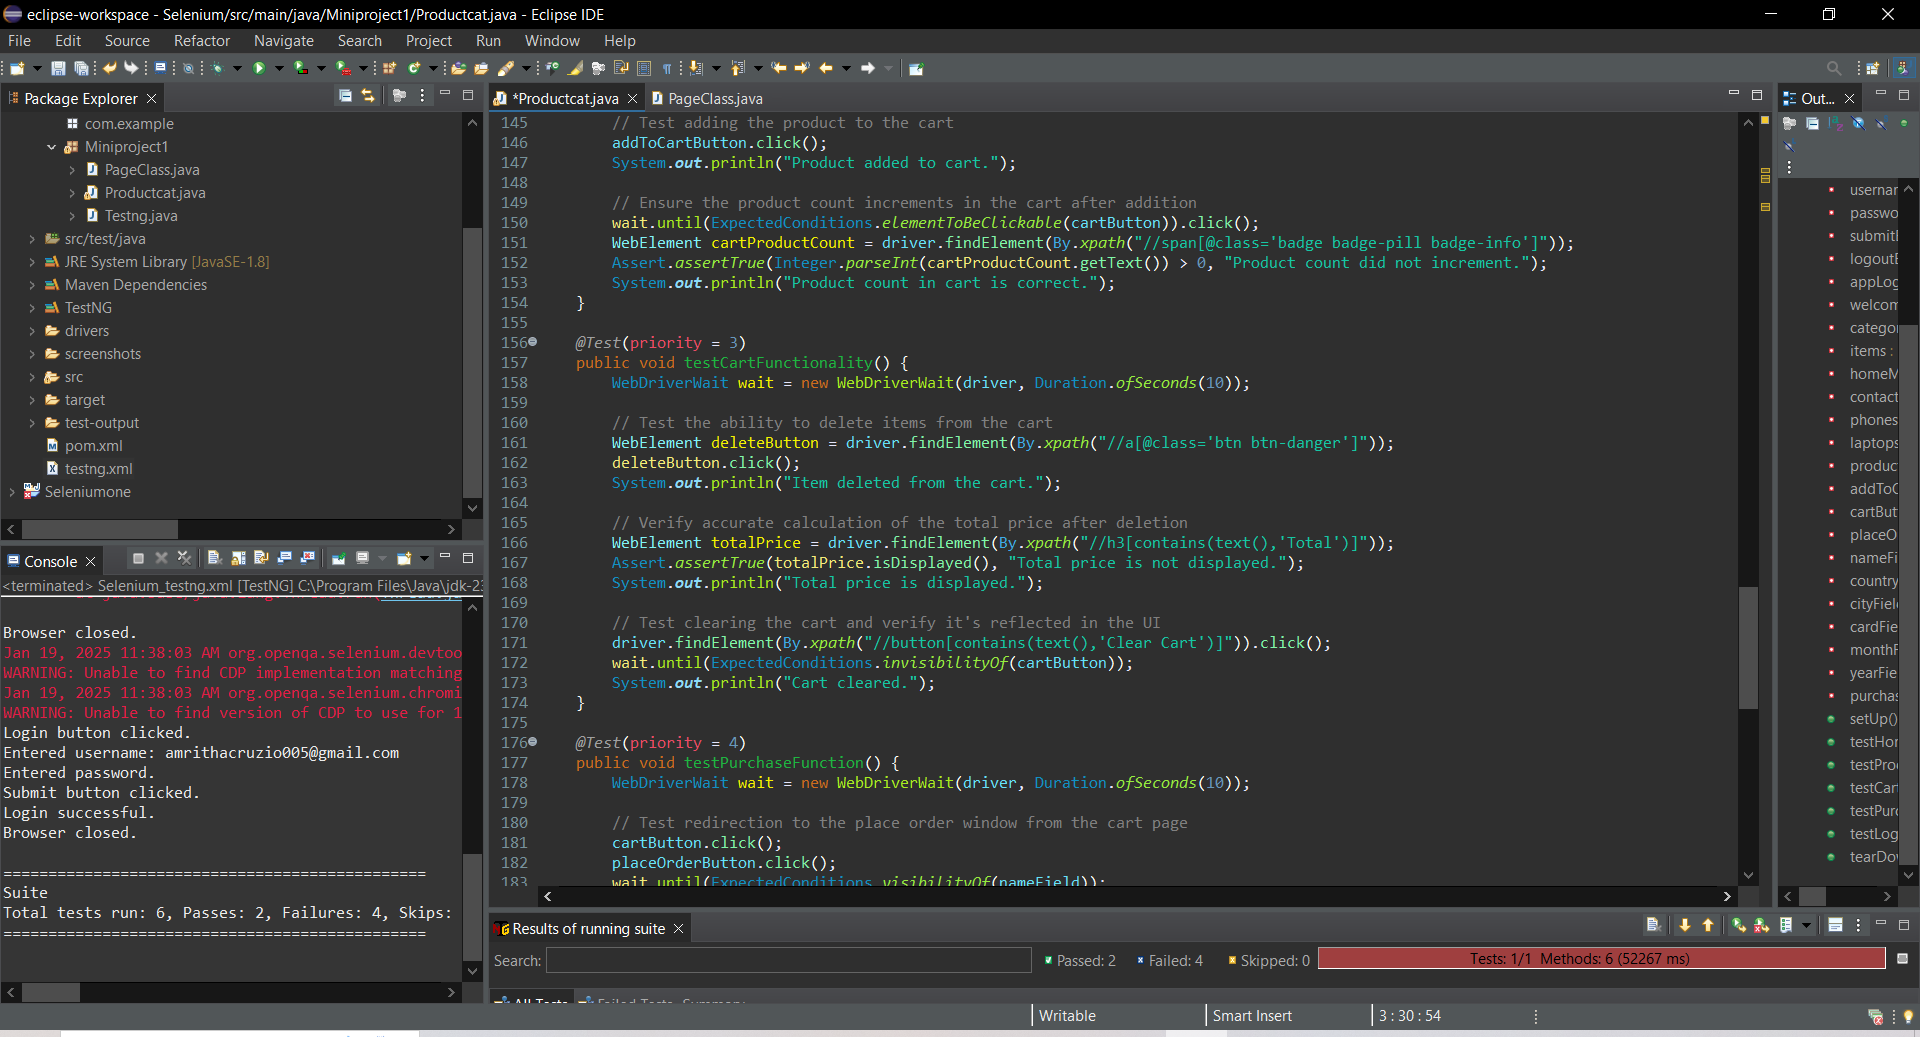 eclipse-workspace - Selenium/src/main/java/Miniproject1/Productcat.java - Eclipse IDE
File Edit Source Refactor Navigate Search Project Run Window Help
Package Explorer
com.example
Miniproject1
PageClass.java
Productcat.java
Testng.java
src/test/java
JRE System Library [JavaSE-1.8]
Maven Dependencies
TestNG
drivers
screenshots
src
target
test-output
pom.xml
testng.xml
Seleniumone
*Productcat.java
PageClass.java
145 // Test adding the product to the cart
146 addToCartButton.click();
147 System.out.println("Product added to cart.");
148
149 // Ensure the product count increments in the cart after addition
150 wait.until(ExpectedConditions.elementToBeClickable(cartButton)).click();
151 WebElement cartProductCount = driver.findElement(By.xpath("//span[@class='badge badge-pill badge-info']"));
152 Assert.assertTrue(Integer.parseInt(cartProductCount.getText()) > 0, "Product count did not increment.");
153 System.out.println("Product count in cart is correct.");
154 }
155
156 @Test(priority = 3)
157 public void testCartFunctionality() {
158 WebDriverWait wait = new WebDriverWait(driver, Duration.ofSeconds(10));
159
160 // Test the ability to delete items from the cart
161 WebElement deleteButton = driver.findElement(By.xpath("//a[@class='btn btn-danger']"));
162 deleteButton.click();
163 System.out.println("Item deleted from the cart.");
164
165 // Verify accurate calculation of the total price after deletion
166 WebElement totalPrice = driver.findElement(By.xpath("//h3[contains(text(),'Total')]"));
167 Assert.assertTrue(totalPrice.isDisplayed(), "Total price is not displayed.");
168 System.out.println("Total price is displayed.");
169
170 // Test clearing the cart and verify it's reflected in the UI
171 driver.findElement(By.xpath("//button[contains(text(),'Clear Cart')]")).click();
172 wait.until(ExpectedConditions.invisibilityOf(cartButton));
173 System.out.println("Cart cleared.");
174 }
175
176 @Test(priority = 4)
177 public void testPurchaseFunction() {
178 WebDriverWait wait = new WebDriverWait(driver, Duration.ofSeconds(10));
179
180 // Test redirection to the place order window from the cart page
181 cartButton.click();
182 placeOrderButton.click();
183 wait.until(ExpectedConditions.visibilityOf(nameField));
Out...
usernar
passwo
submitl
logoutE
appLog
welcom
catego
items :
homeM
contact
phones
laptops
produc
addToC
cartBut
placeO
nameFi
country
cityFiel
cardFie
monthF
yearFie
purchas
setUp()
testHor
testPro
testCar
testPur
testLog
tearDo
Console
<terminated> Selenium_testng.xml [TestNG] C:\Program Files\Java\jdk-23
Browser closed.
Jan 19, 2025 11:38:03 AM org.openqa.selenium.devtoo
WARNING: Unable to find CDP implementation matching
Jan 19, 2025 11:38:03 AM org.openqa.selenium.chromi
WARNING: Unable to find version of CDP to use for 1
Login button clicked.
Entered username: amrithacruzio005@gmail.com
Entered password.
Submit button clicked.
Login successful.
Browser closed.
===============================================
Suite
Total tests run: 6, Passes: 2, Failures: 4, Skips:
===============================================
Results of running suite
Search:
Passed: 2
Failed: 4
Skipped: 0
Tests: 1/1 Methods: 6 (52267 ms)
All Tests
Failed Tests
Summary
Writable
Smart Insert
3 : 30 : 54